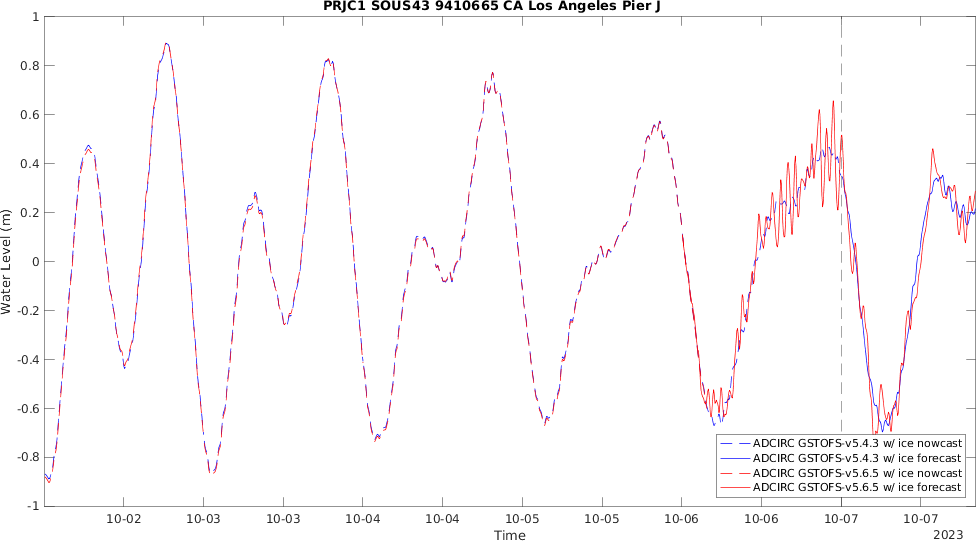 PRJC1 SOUS43 9410665 CA Los Angeles Pier J
1
0.8
0.6
0.4
0.2
0
-0.2
-0.4
-0.6
-0.8
-1
Water Level (m)
ADCIRC GSTOFS-v5.4.3 w/ ice nowcast
ADCIRC GSTOFS-v5.4.3 w/ ice forecast
ADCIRC GSTOFS-v5.6.5 w/ ice nowcast
ADCIRC GSTOFS-v5.6.5 w/ ice forecast
10-02 10-03 10-03 10-04 10-04 10-05 10-05 10-06 10-06 10-07 10-07
Time
2023